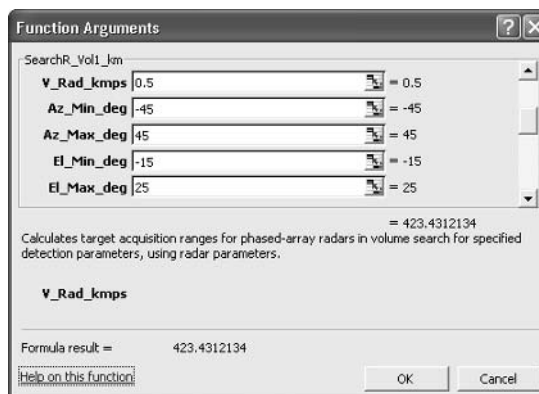 Function Arguments
SearchR_Vol1_km
V_Rad_kmps 0.5 = 0.5
Az_Min_deg -45 = -45
Az_Max_deg 45 = 45
El_Min_deg -15 = -15
El_Max_deg 25 = 25
= 423.4312134
Calculates target acquisition ranges for phased-array radars in volume search for specified
detection parameters, using radar parameters.
V_Rad_kmps
Formula result = 423.4312134
Help on this function OK Cancel